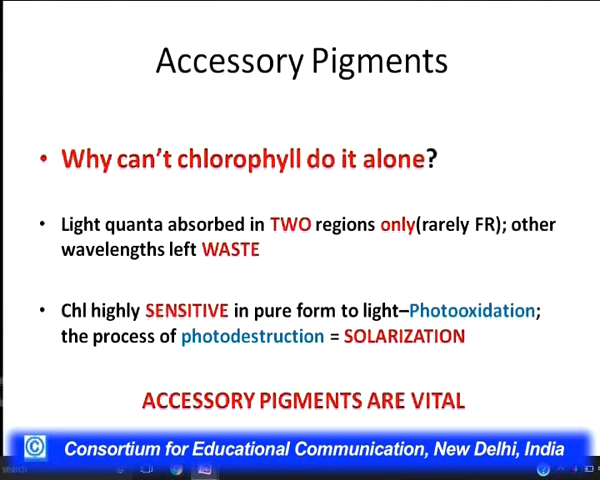 Accessory Pigments
• Why can't chlorophyll do it alone?
• Light quanta absorbed in TWO regions only(rarely FR); other
wavelengths left WASTE
• Chl highly SENSITIVE in pure form to light–Photooxidation;
the process of photodestruction = SOLARIZATION
ACCESSORY PIGMENTS ARE VITAL
© Consortium for Educational Communication, New Delhi, India
search